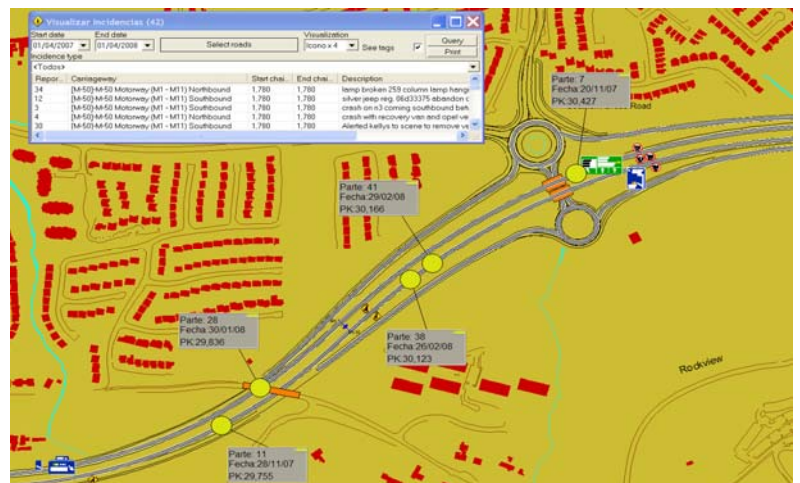 Visualizar Incidencias (42)
Start date End date Visualization
01/04/2007 01/04/2008 Select roads Icono x 4 See tags Query
Print
Incidence type
<Todos>
Repor... Carriageway Start chai... End chai... Description
34 [M-50]-M-50 Motorway (M1 - M11) Northbound 1,780 1,780 lamp broken 259 column lamp hang
12 [M-50]-M-50 Motorway (M1 - M11) Southbound 1,780 1,780 silver jeep reg. 06d33375 abandon c
3 [M-50]-M-50 Motorway (M1 - M11) Southbound 1,780 1,780 crash on n3 coming southbound
4 [M-50]-M-50 Motorway (M1 - M11) Northbound 1,780 1,780 crash with recovery van and opel ve
30 [M-50]-M-50 Motorway (M1 - M11) Southbound 1,780 1,780 Alerted kellys to scene to remove ve
Parte: 7
Fecha:20/11/07
PK:30,427
Road
Parte: 41
Fecha:29/02/08
PK:30,166
Parte: 28
Fecha:30/01/08
PK:29,836
Parte: 38
Fecha:26/02/08
PK:30,123
Rockview
Parte: 11
Fecha:28/11/07
PK:29,755